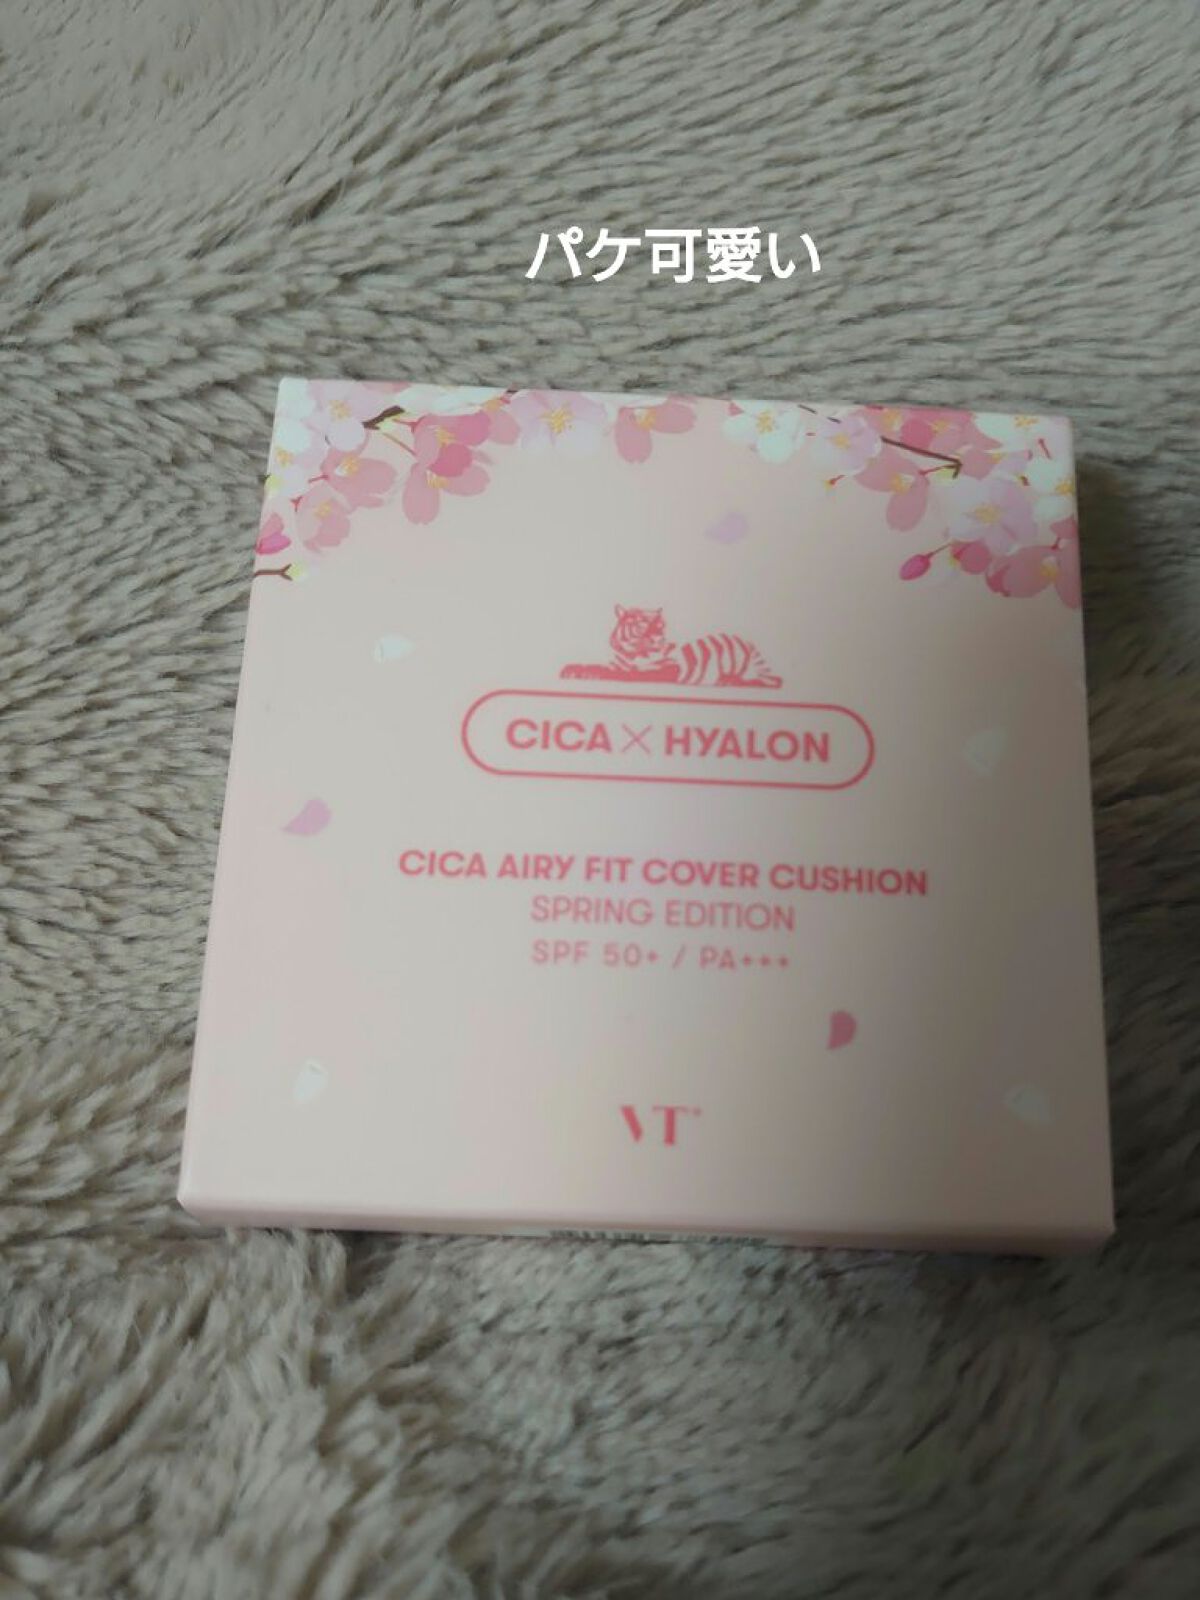 パケ可愛い
CICA×HYALON
CICA AIRY FIT COVER CUSHION
SPRING EDITION
SPF 50+ / PA+++
VT